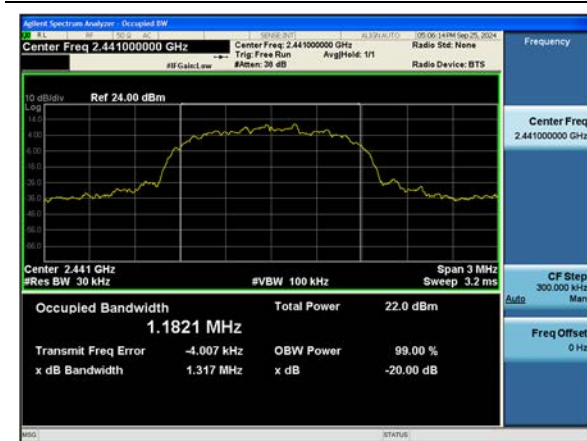 Agilent Spectrum Analyzer - Occupied BW
RL RF 50 Ω AC SENSE:INT ALIGN AUTO 05:06:14 PM Sep 25, 2024
Center Freq 2.441000000 GHz
Center Freq: 2.441000000 GHz
Radio Std: None
Trig: Free Run Avg|Hold: 1/1
#IFGain:Low #Atten: 38 dB Radio Device: BTS
Frequency
10 dB/div Ref 24.00 dBm
Log
14.0
4.00
-6.00
-16.0
-26.0
-36.0
-46.0
-56.0
-66.0
Center Freq
2.441000000 GHz
Center 2.441 GHz Span 3 MHz
#Res BW 30 kHz #VBW 100 kHz Sweep 3.2 ms
CF Step
300.000 kHz
Auto Man
Occupied Bandwidth Total Power 22.0 dBm
1.1821 MHz
Transmit Freq Error -4.007 kHz OBW Power 99.00 %
x dB Bandwidth 1.317 MHz x dB -20.00 dB
Freq Offset
0 Hz
MSG STATUS